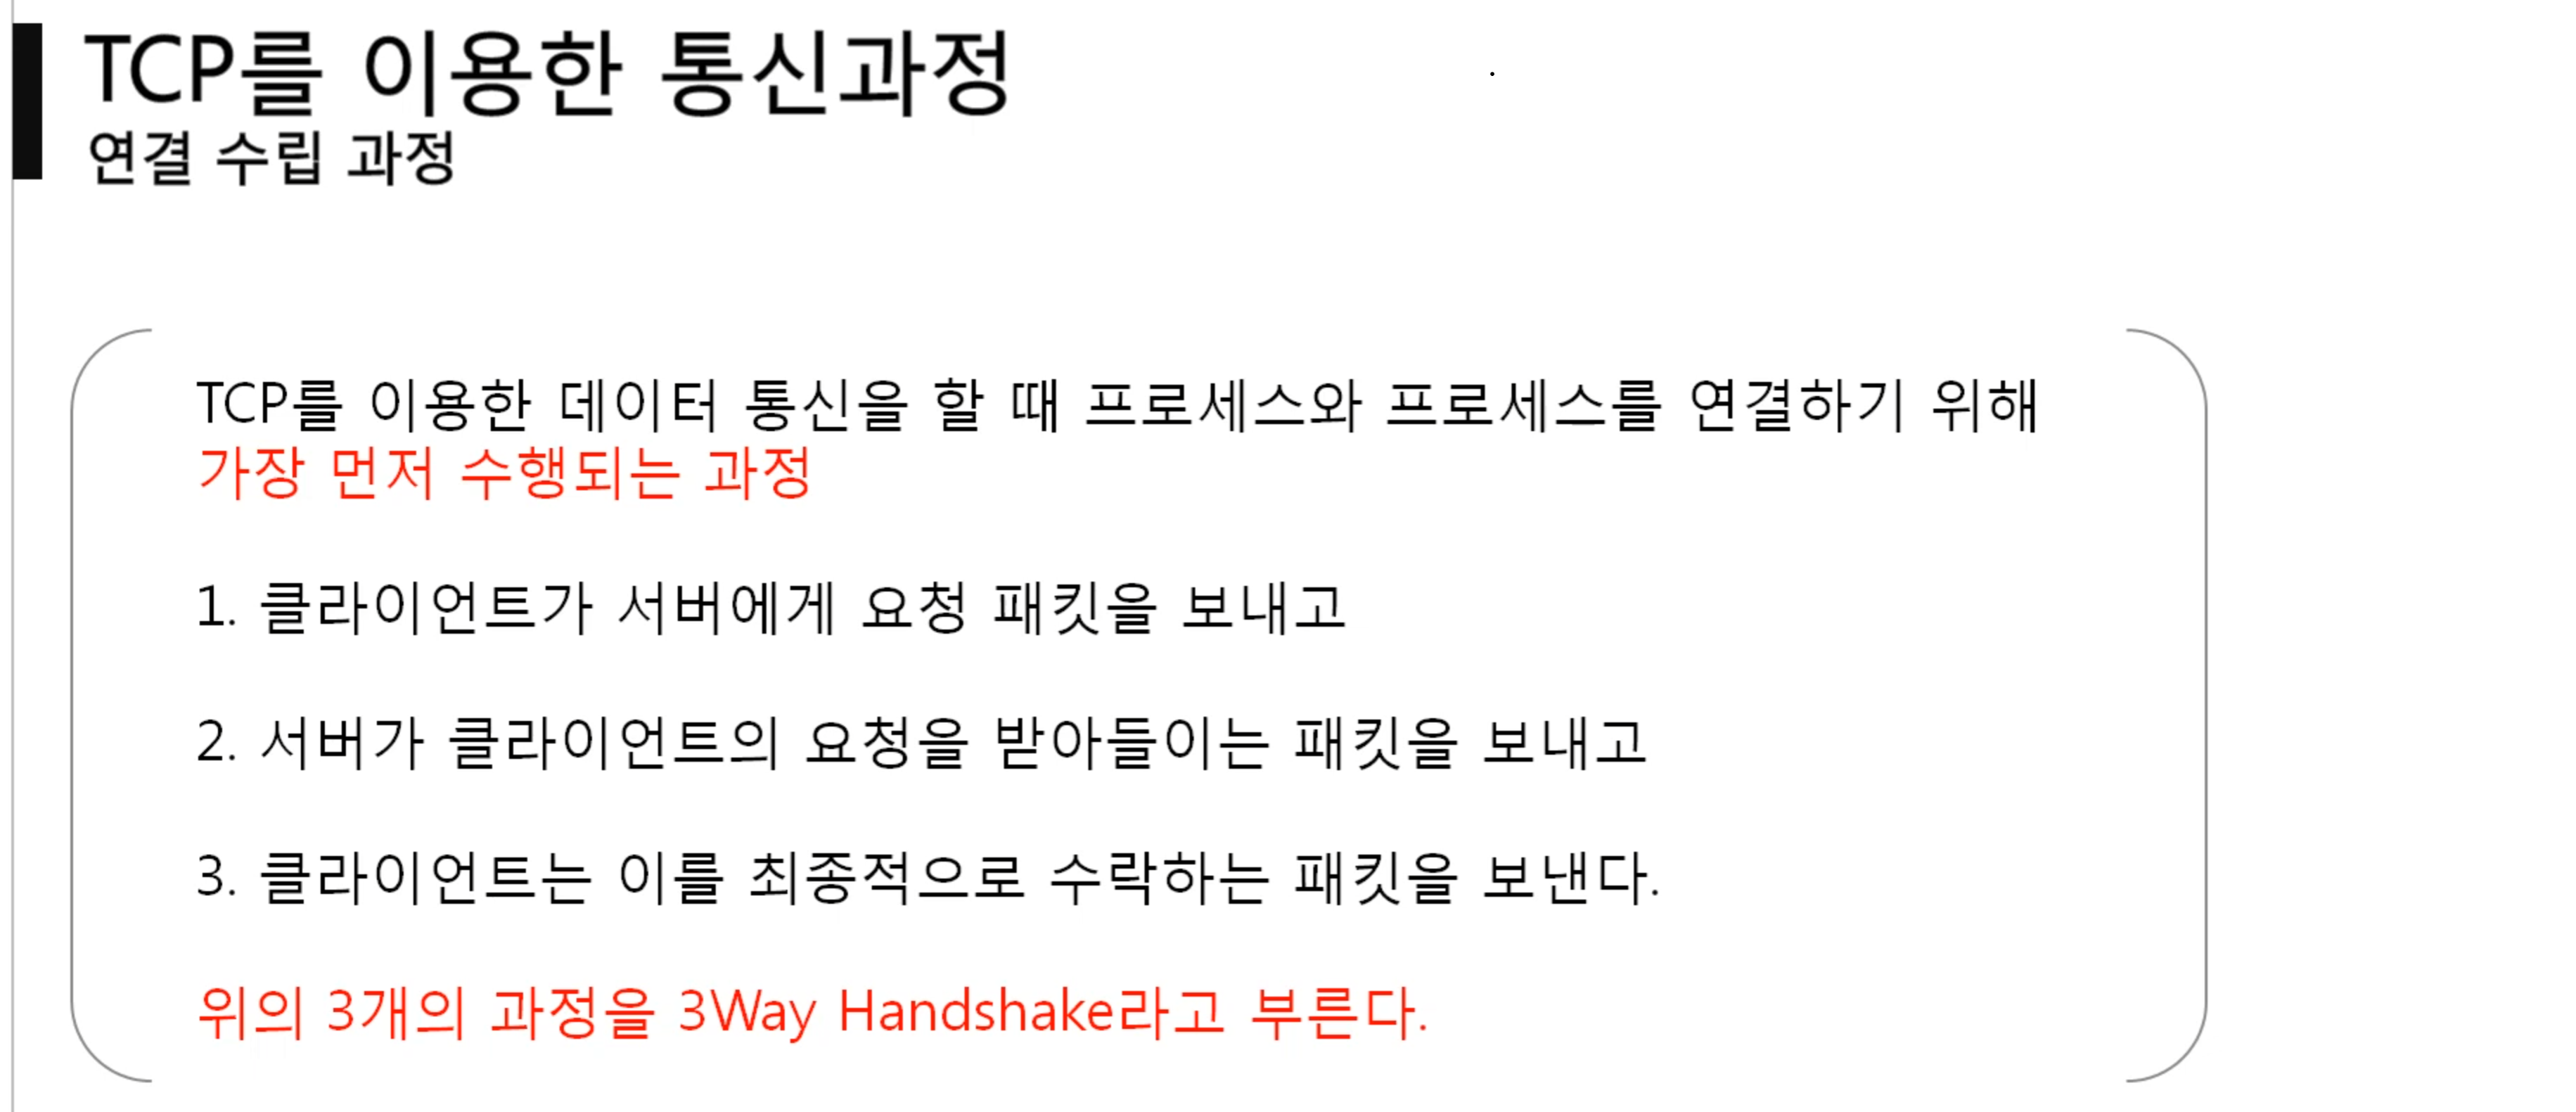 TCP를 이용한 통신과정
연결 수립 과정
TCP를 이용한 데이터 통신을 할 때 프로세스와 프로세스를 연결하기 위해
가장 먼저 수행되는 과정
1. 클라이언트가 서버에게 요청 패킷을 보내고
2. 서버가 클라이언트의 요청을 받아들이는 패킷을 보내고
3. 클라이언트는 이를 최종적으로 수락하는 패킷을 보낸다.
위의 3개의 과정을 3Way Handshake라고 부른다.